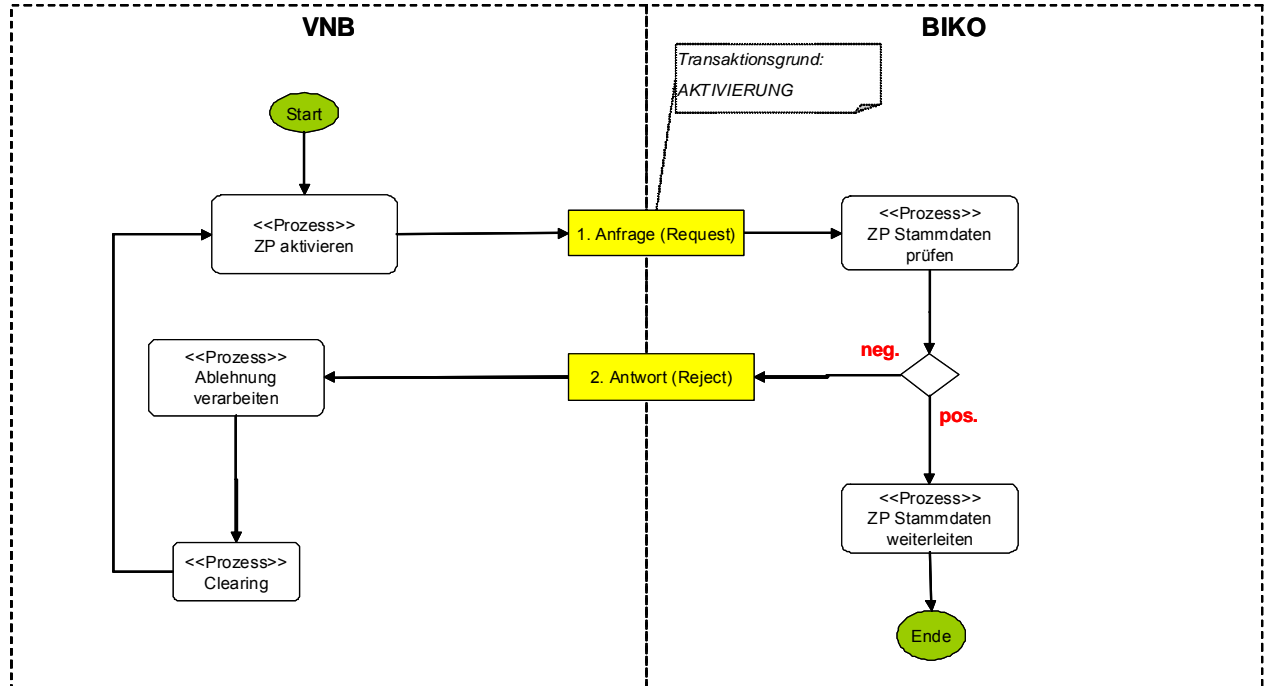 VNB
BIKO
Transaktionsgrund:
AKTIVIERUNG
Start
<<Prozess>>
ZP aktivieren
1. Anfrage (Request)
<<Prozess>>
ZP Stammdaten
prüfen
neg.
<<Prozess>>
Ablehnung
verarbeiten
2. Antwort (Reject)
pos.
<<Prozess>>
ZP Stammdaten
weiterleiten
<<Prozess>>
Clearing
Ende